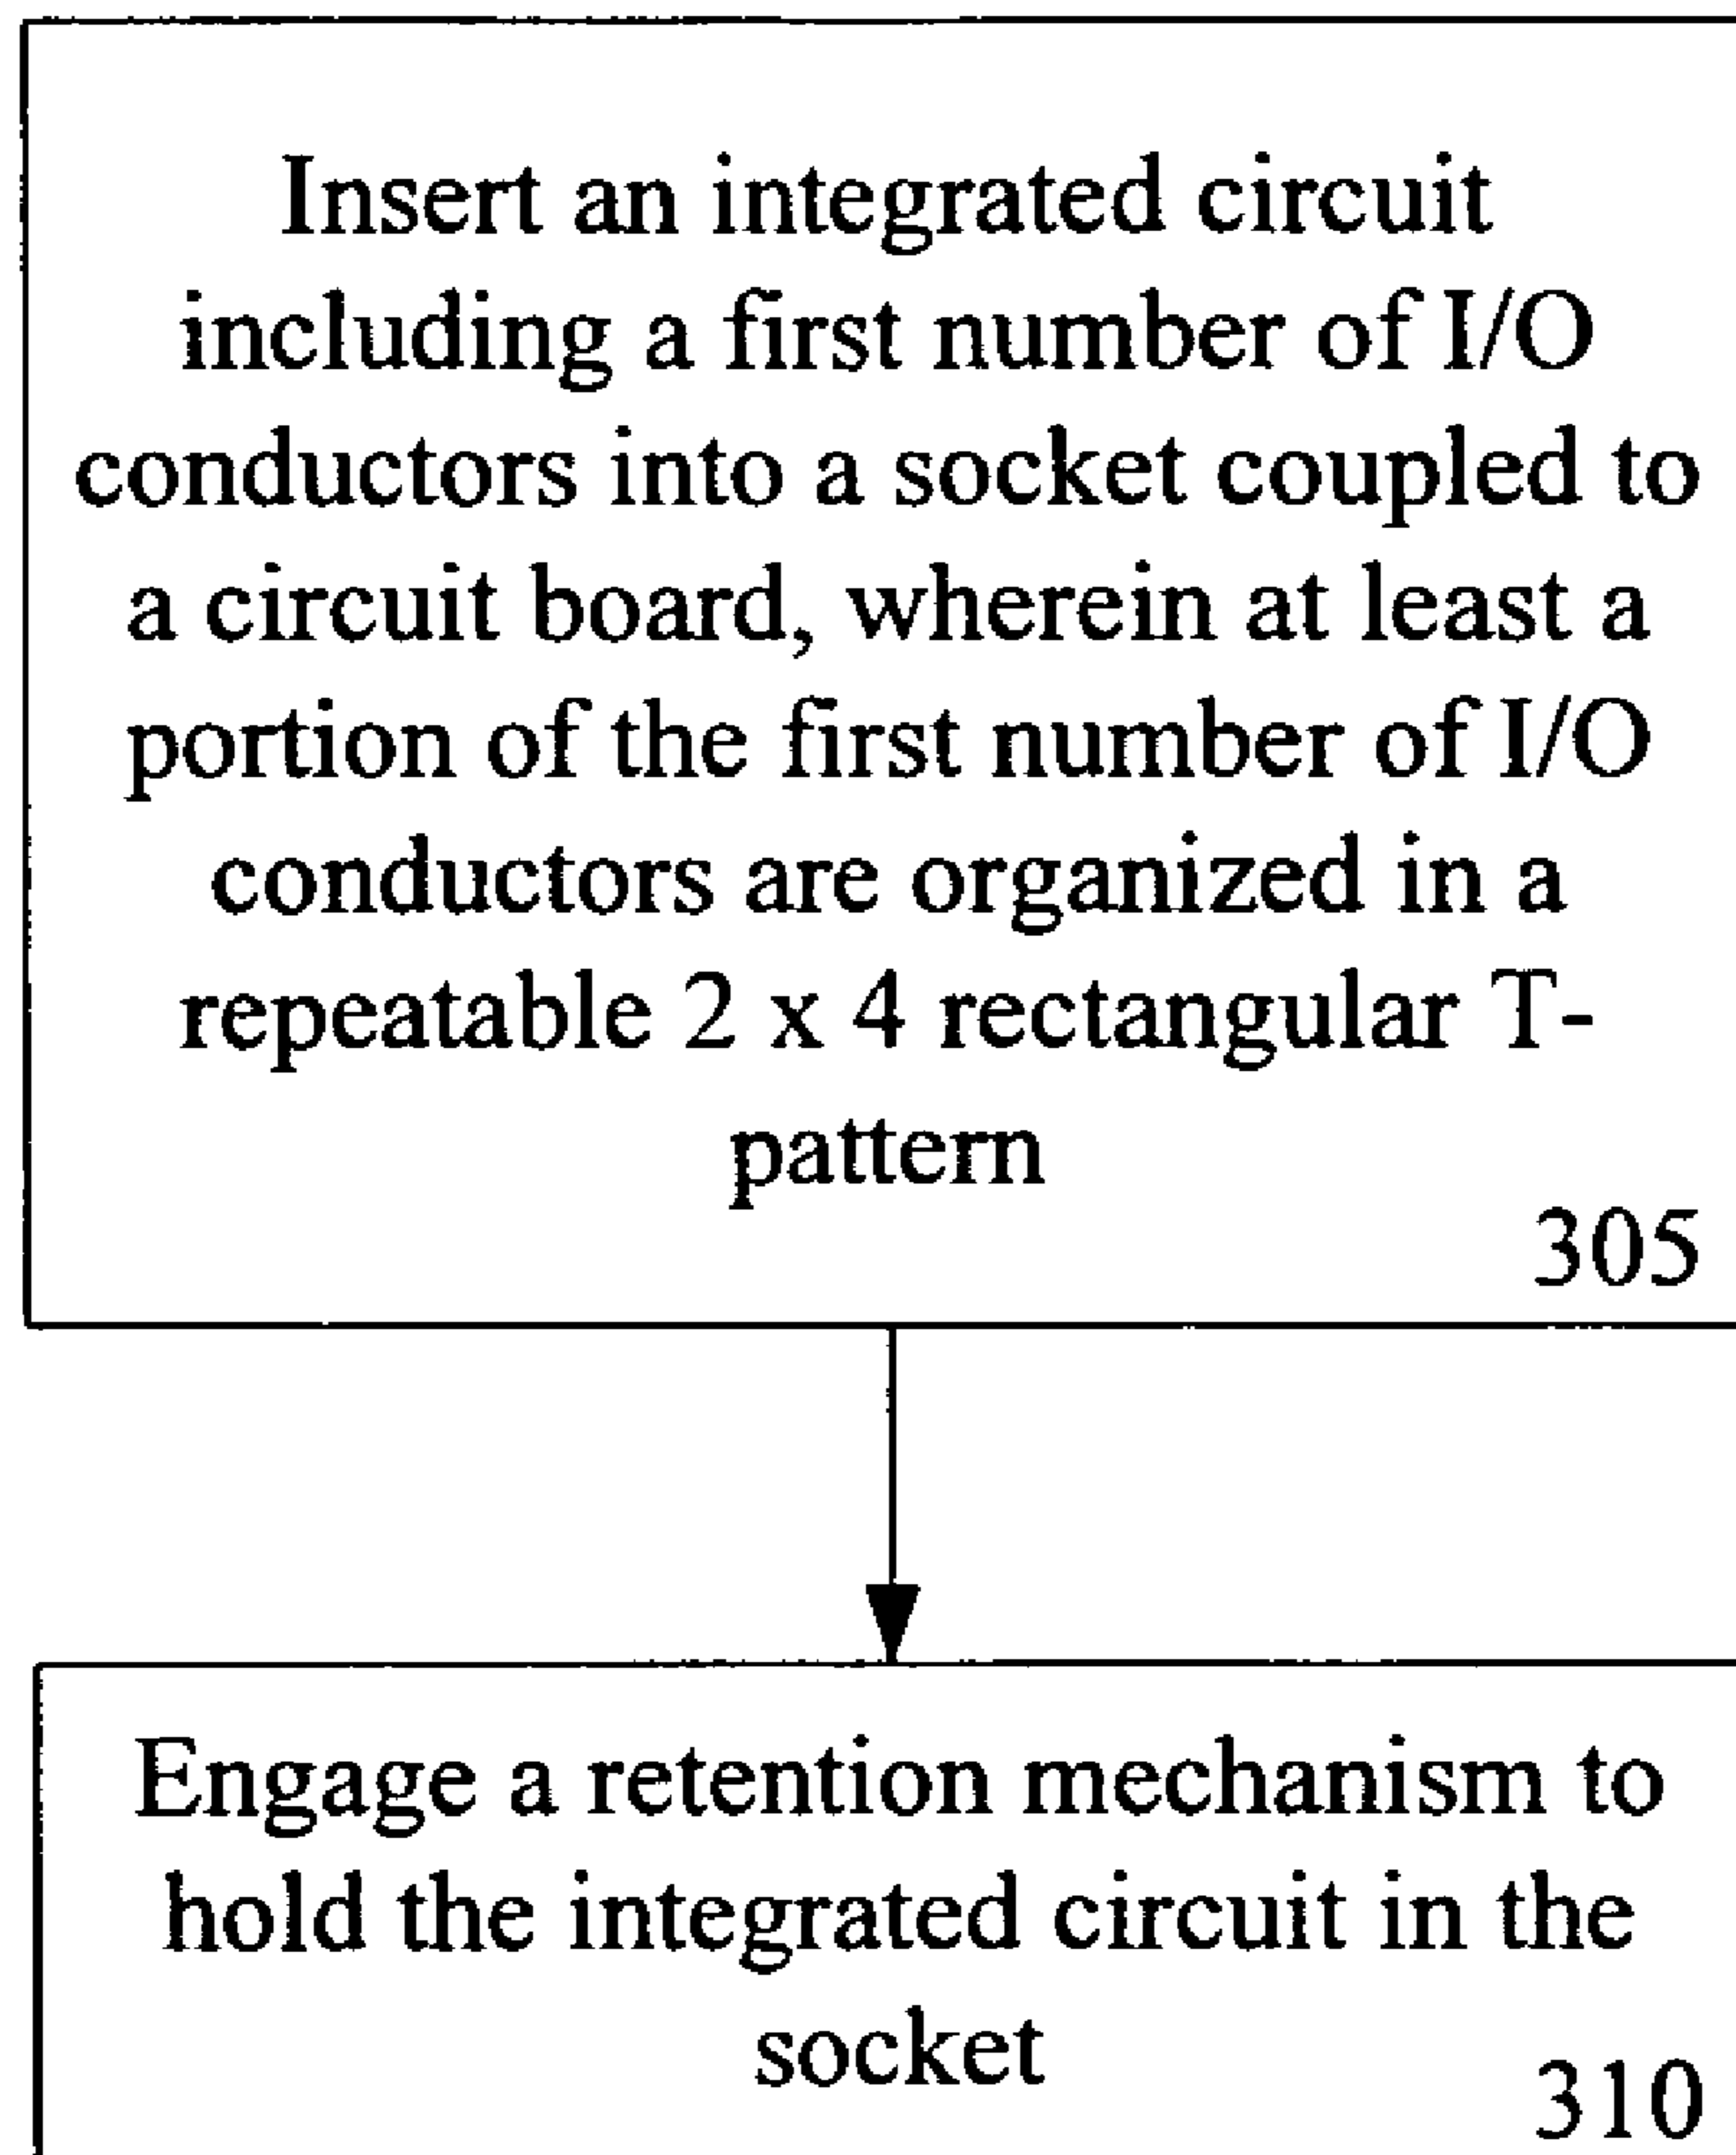 Insert an integrated circuit
including a first number of I/O
conductors into a socket coupled to
a circuit board, wherein at least a
portion of the first number of I/O
conductors are organized in a
repeatable 2 x 4 rectangular T-
pattern
305
Engage a retention mechanism to
hold the integrated circuit in the
socket
310